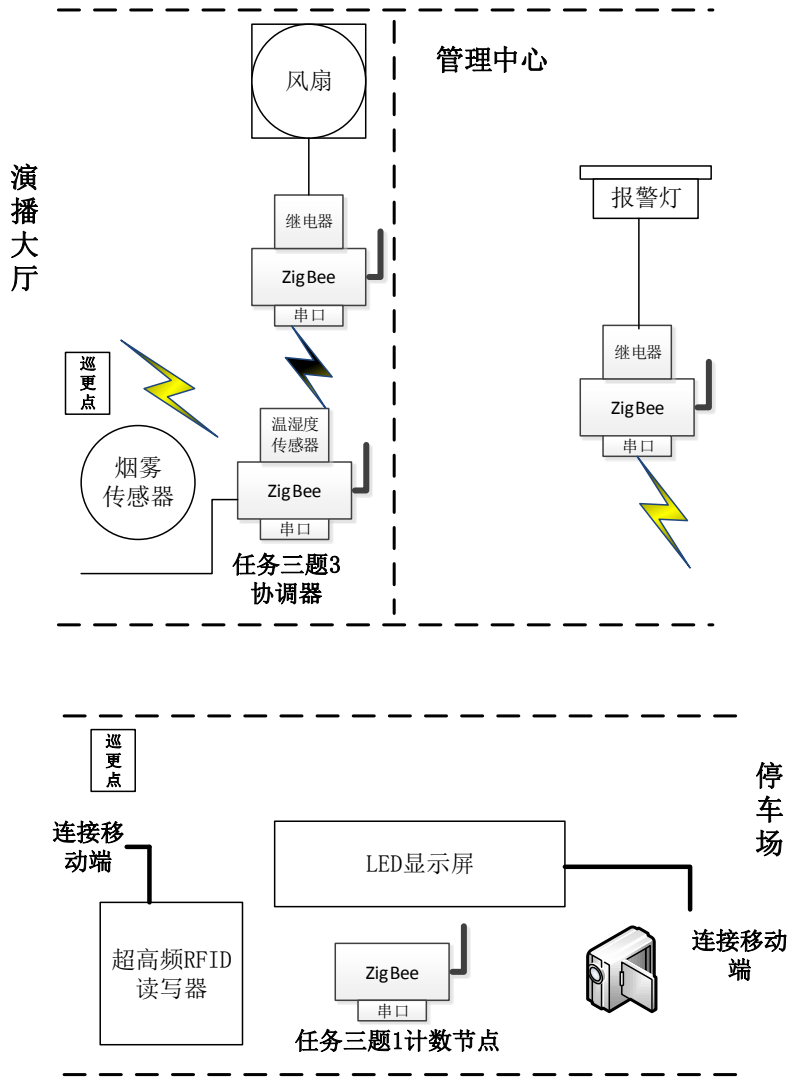 管理中心
风扇
演
播
大
厅
报警灯
继电器
ZigBee
串口
继电器
ZigBee
串口
巡
更
点
温湿度
传感器
ZigBee
串口
烟雾
传感器
任务三题3
协调器
巡
更
点
停
车
场
连接移
动端
LED显示屏
超高频RFID
读写器
ZigBee
串口
连接移动
端
任务三题1计数节点